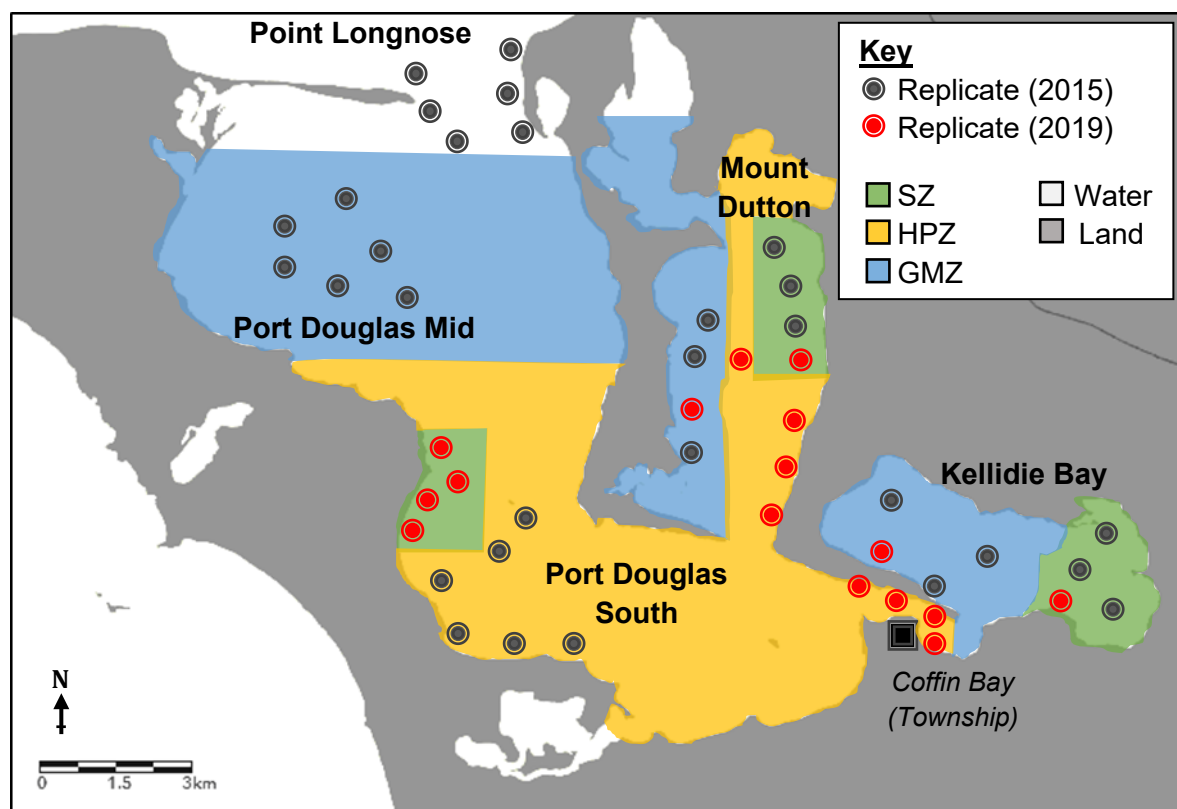 Point Longnose
Key
Replicate (2015)
Replicate (2019)
SZ
Water
HPZ
Land
GMZ
Mount
Dutton
Port Douglas Mid
Kellidie Bay
Port Douglas
South
Coffin Bay
(Township)
N
0 1.5 3km